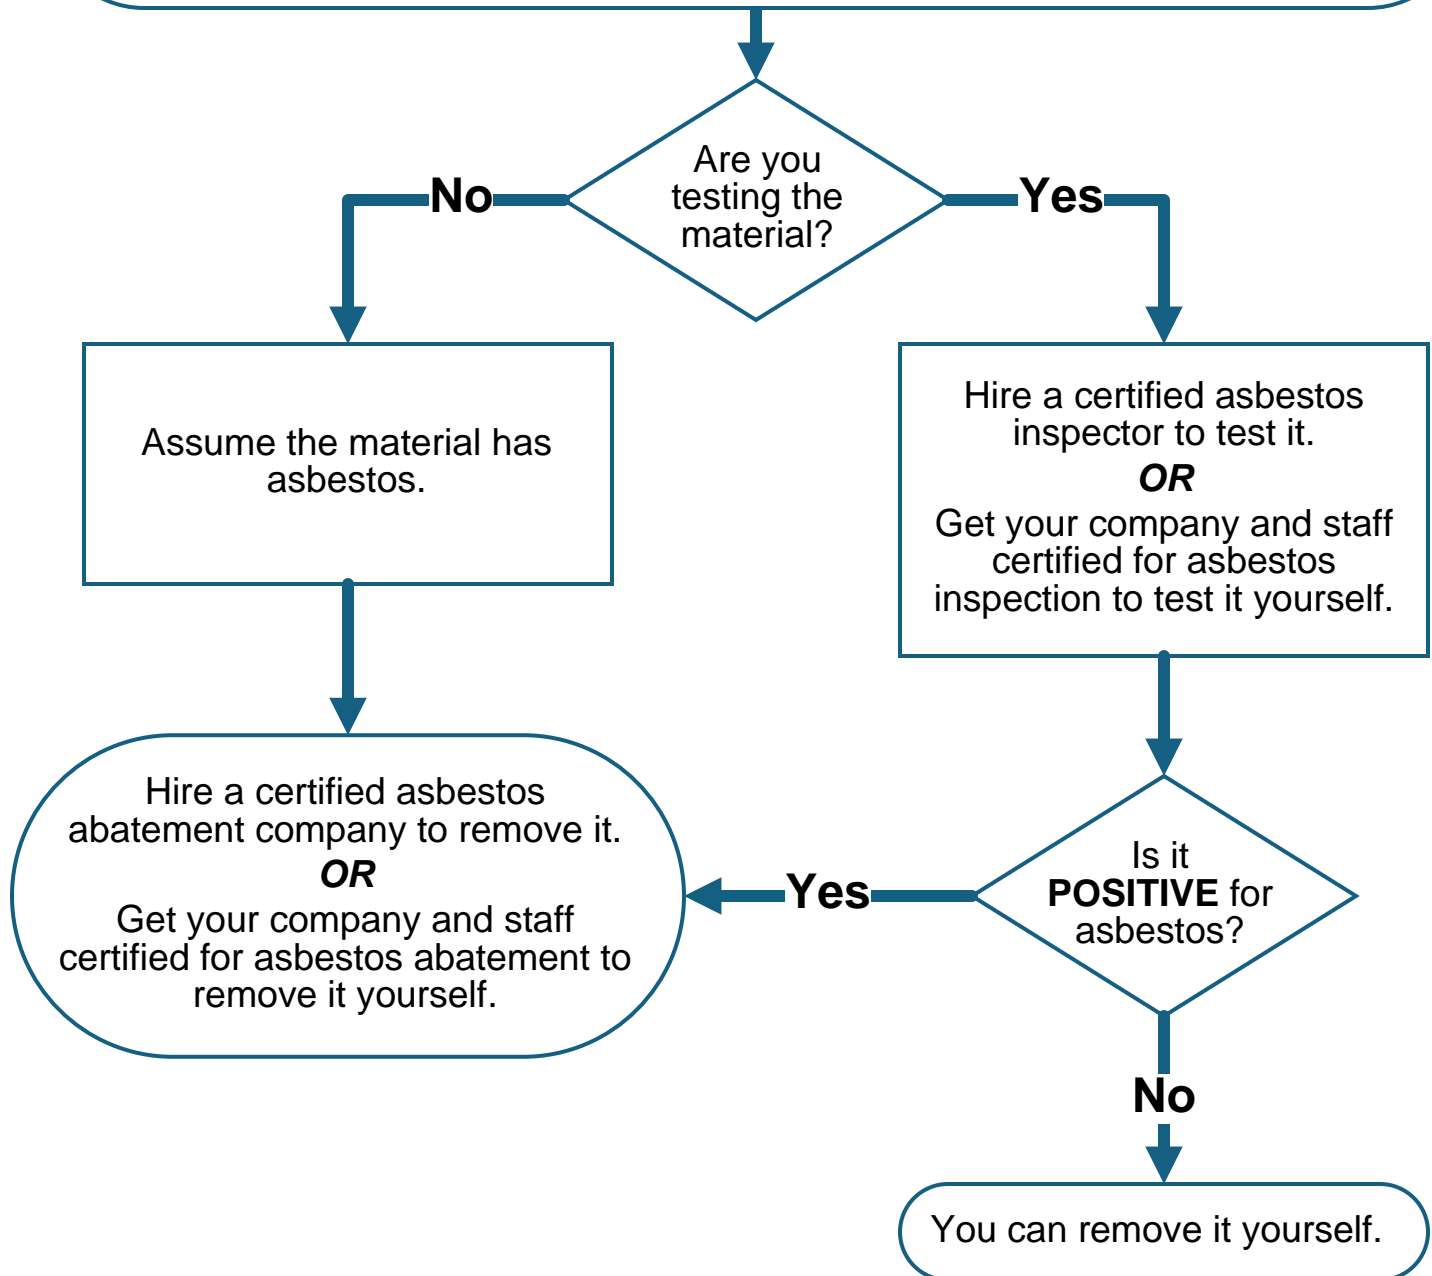 Are you
testing the
material?
No
Yes
Assume the material has
asbestos.
Hire a certified asbestos
inspector to test it.
OR
Get your company and staff
certified for asbestos
inspection to test it yourself.
Hire a certified asbestos
abatement company to remove it.
OR
Get your company and staff
certified for asbestos abatement to
remove it yourself.
Yes
Is it
POSITIVE for
asbestos?
No
You can remove it yourself.